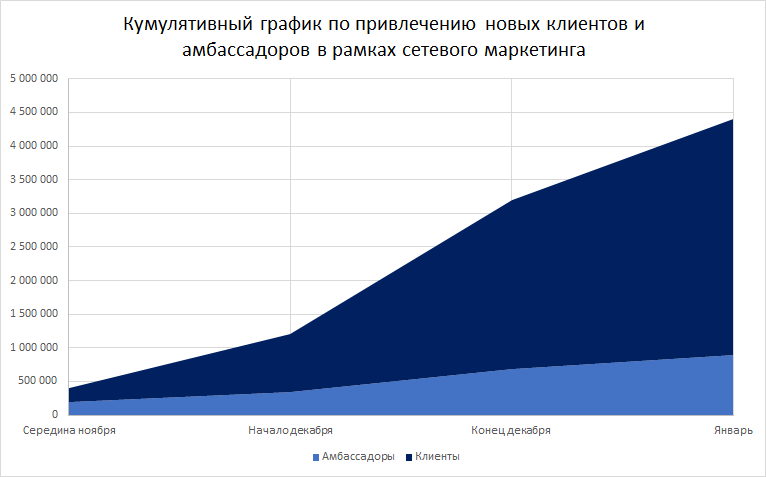 Кумулятивный график по привлечению новых клиентов и
амбассадоров в рамках сетевого маркетинга
5 000 000
4 500 000
4 000 000
3 500 000
3 000 000
2 500 000
2 000 000
1 500 000
1 000 000
500 000
0
Середина ноября Начало декабря Конец декабря Январь
Амбассадоры Клиенты